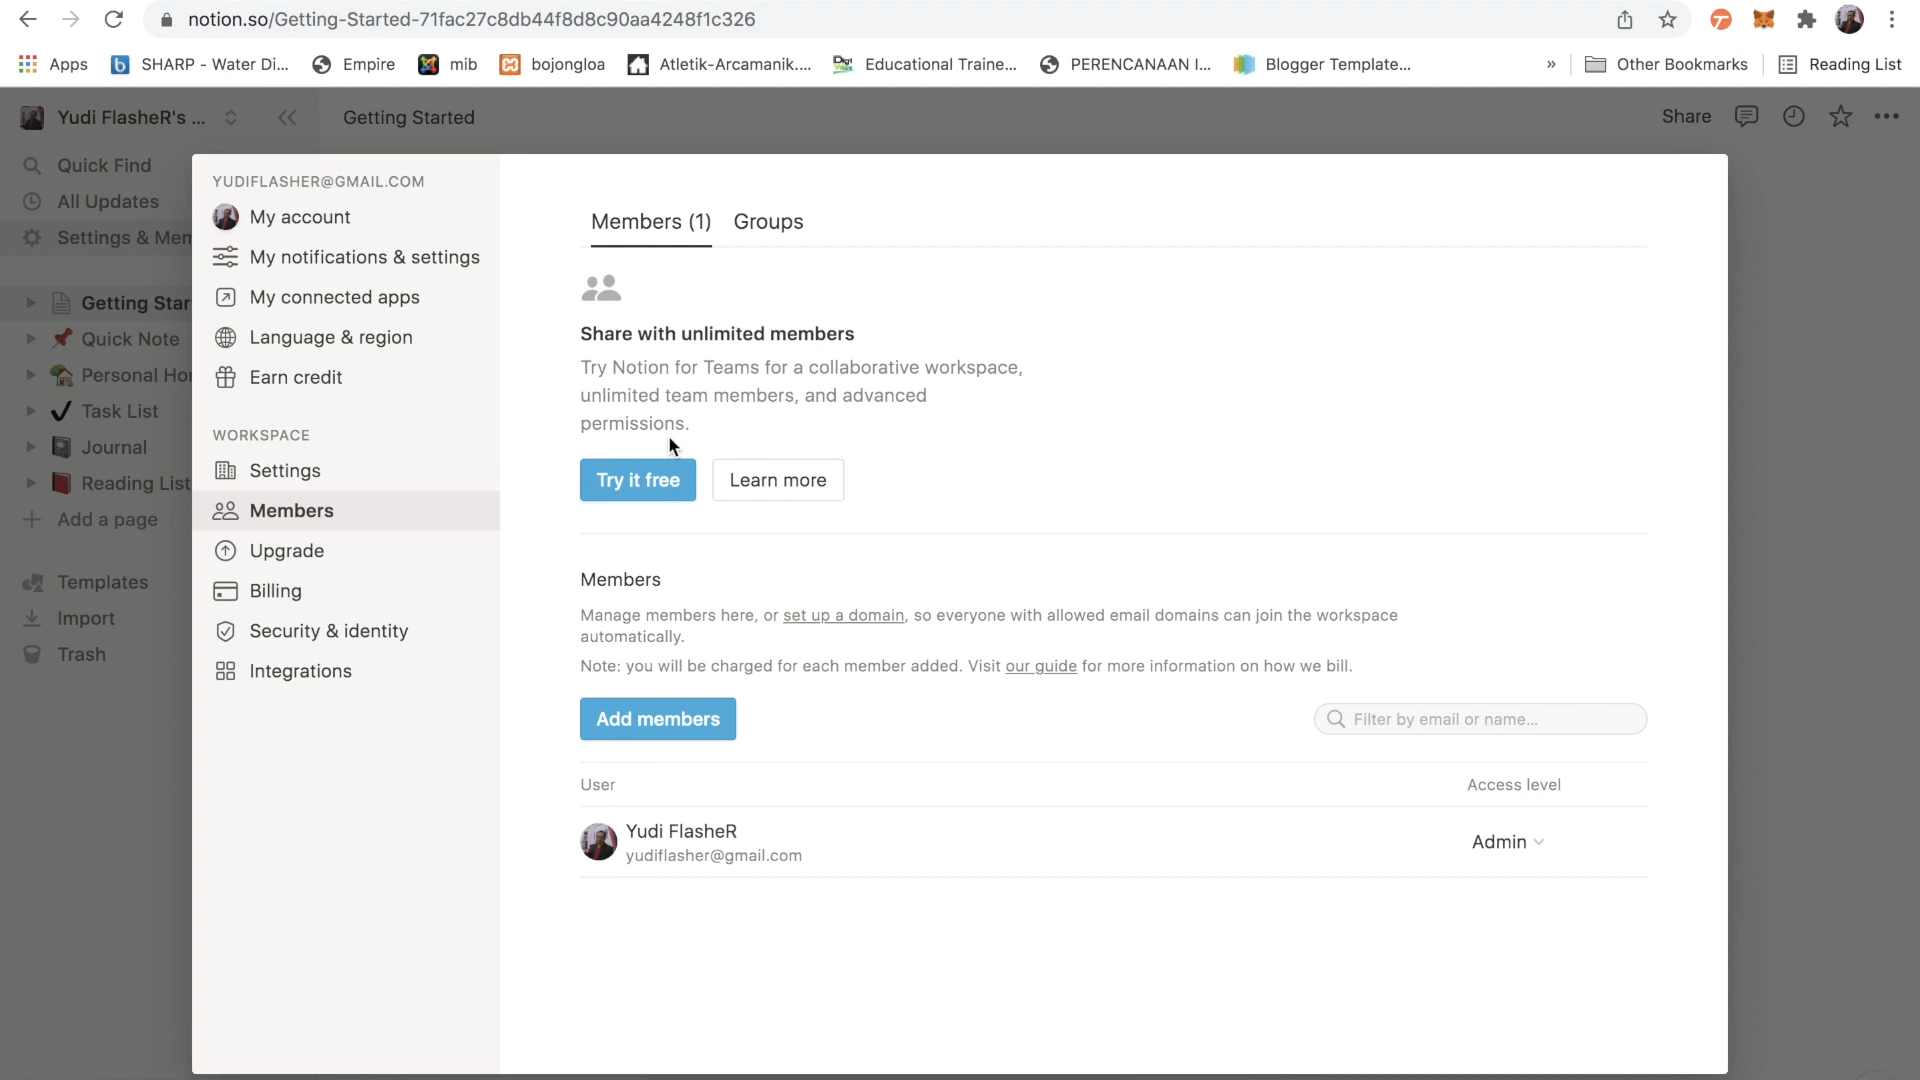 notion.so/Getting-Started-71fac27c8db44f8d8c90aa4248f1c326
Apps SHARP - Water Di... Empire mib bojongloa Atletik-Arcamanik.... Educational Traine... PERENCANAAN I... Blogger Template... » Other Bookmarks Reading List
Yudi FlasheR's ... Getting Started Share
Quick Find
All Updates
Settings & Mem
Getting Star
Quick Note
Personal Ho
Task List
Journal
Reading List
Add a page
Templates
Import
Trash
YUDIFLASHER@GMAIL.COM
My account
My notifications & settings
My connected apps
Language & region
Earn credit
WORKSPACE
Settings
Members
Upgrade
Billing
Security & identity
Integrations
Members (1) Groups
Share with unlimited members
Try Notion for Teams for a collaborative workspace,
unlimited team members, and advanced
permissions.
Try it free Learn more
Members
Manage members here, or set up a domain, so everyone with allowed email domains can join the workspace
automatically.
Note: you will be charged for each member added. Visit our guide for more information on how we bill.
Add members Filter by email or name...
User Access level
Yudi FlasheR
yudiflasher@gmail.com
Admin